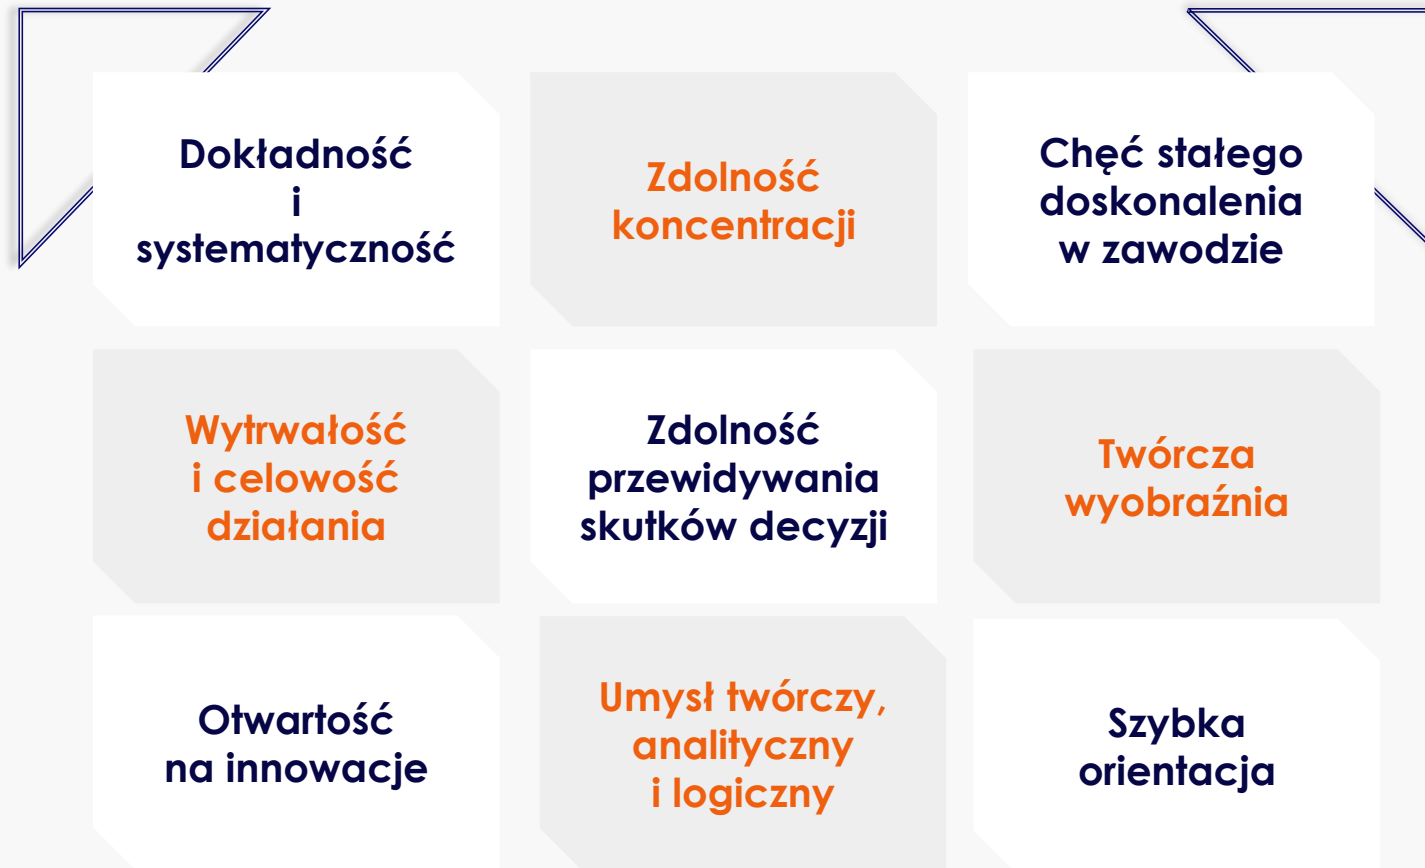 Dokładność
i
systematyczność
Zdolność
koncentracji
Chęć stałego
doskonalenia
w zawodzie
Wytrwałość
i celowość
działania
Zdolność
przewidywania
skutków decyzji
Twórcza
wyobraźnia
Otwartość
na innowacje
Umysł twórczy,
analityczny
i logiczny
Szybka
orientacja